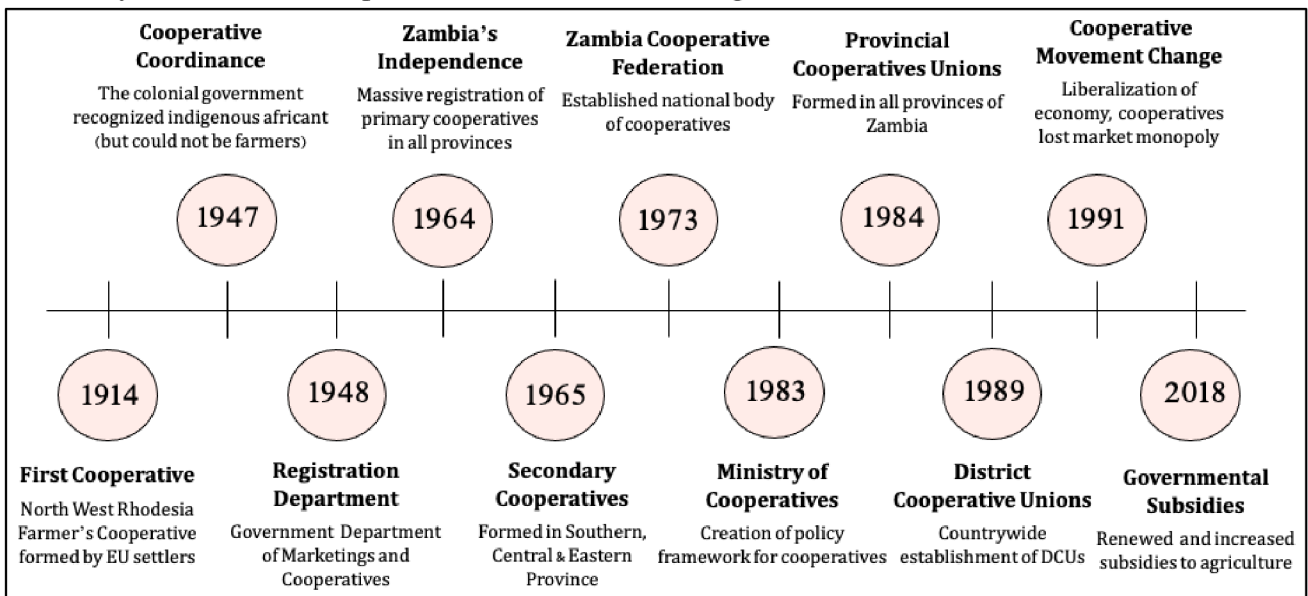 Cooperative
Coordinance
The colonial government
recognized indigenous africant
(but could not be farmers)
Zambia's
Independence
Massive registration of
primary cooperatives
in all provinces
Zambia Cooperative
Federation
Established national body
of cooperatives
Provincial
Cooperatives Unions
Formed in all provinces of
Zambia
Cooperative
Movement Change
Liberalization of
economy, cooperatives
lost market monopoly
1947
1964
1973
1984
1991
1914
1948
1965
1983
1989
2018
First Cooperative
North West Rhodesia
Farmer's Cooperative
formed by EU settlers
Registration
Department
Government Department
of Marketings and
Cooperatives
Secondary
Cooperatives
Formed in Southern,
Central & Eastern
Province
Ministry of
Cooperatives
Creation of policy
framework for cooperatives
District
Cooperative Unions
Countrywide
establishment of DCUs
Governmental
Subsidies
Renewed and increased
subsidies to agriculture